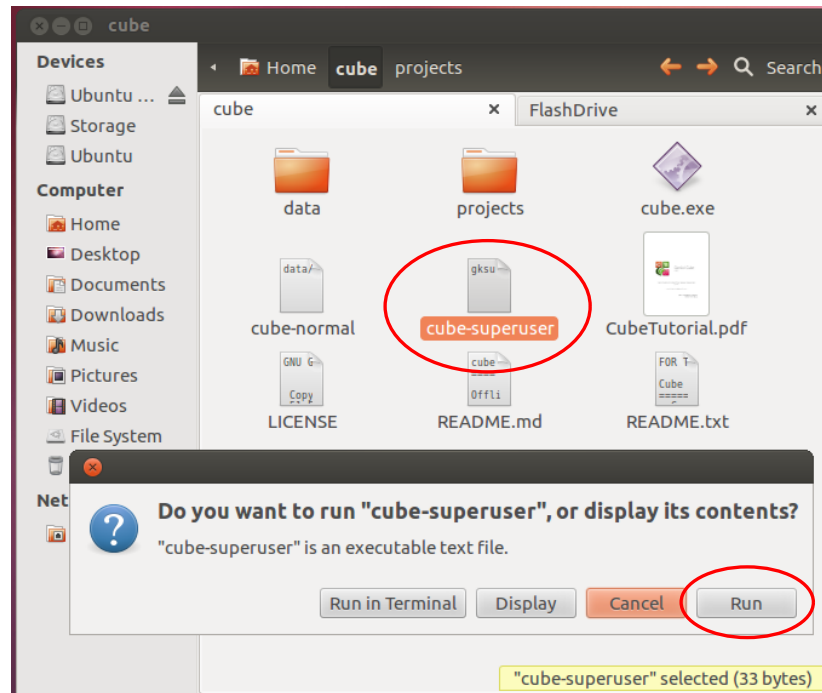 cube
Devices
Home cube projects Search
Ubuntu ...
cube FlashDrive
Storage
Ubuntu
Computer
Home
Desktop
Documents
Downloads
Music
Pictures
Videos
File System
Net
data projects cube.exe
data/
gksu
cube-normal cube-superuser CubeTutorial.pdf
GNU G
Copy
cube
====
Offli
FOR T
Cube
=====
LICENSE README.md README.txt
Do you want to run "cube-superuser", or display its contents?
"cube-superuser" is an executable text file.
Run in Terminal Display Cancel Run
"cube-superuser" selected (33 bytes)